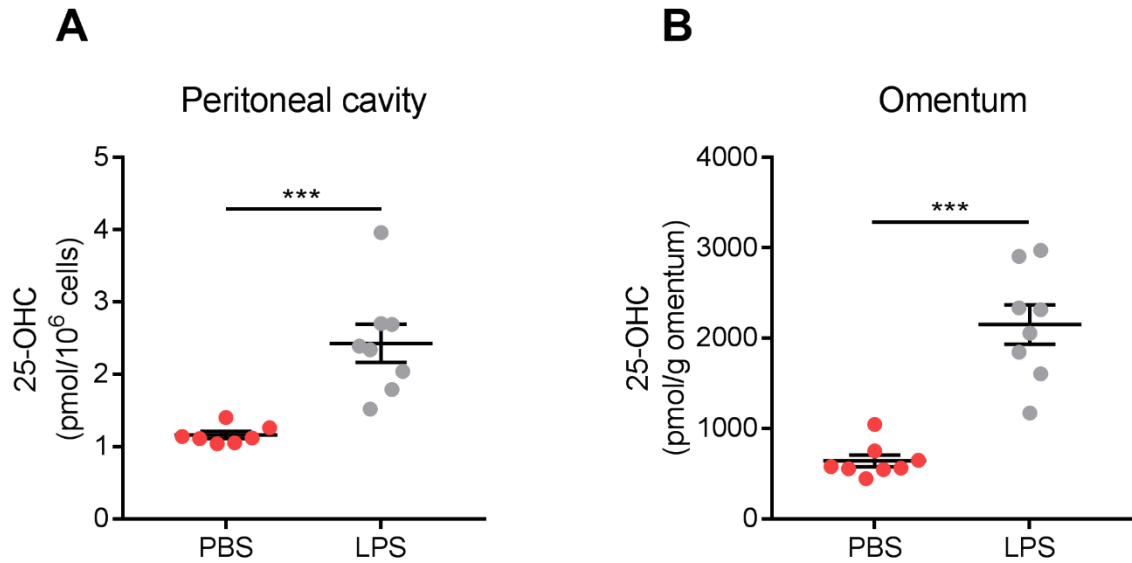 A
Peritoneal cavity
25-OHC
(pmol/10⁶ cells)
5
4
3
2
1
0
***
PBS
LPS
B
Omentum
25-OHC
(pmol/g omentum)
4000
3000
2000
1000
0
***
PBS
LPS